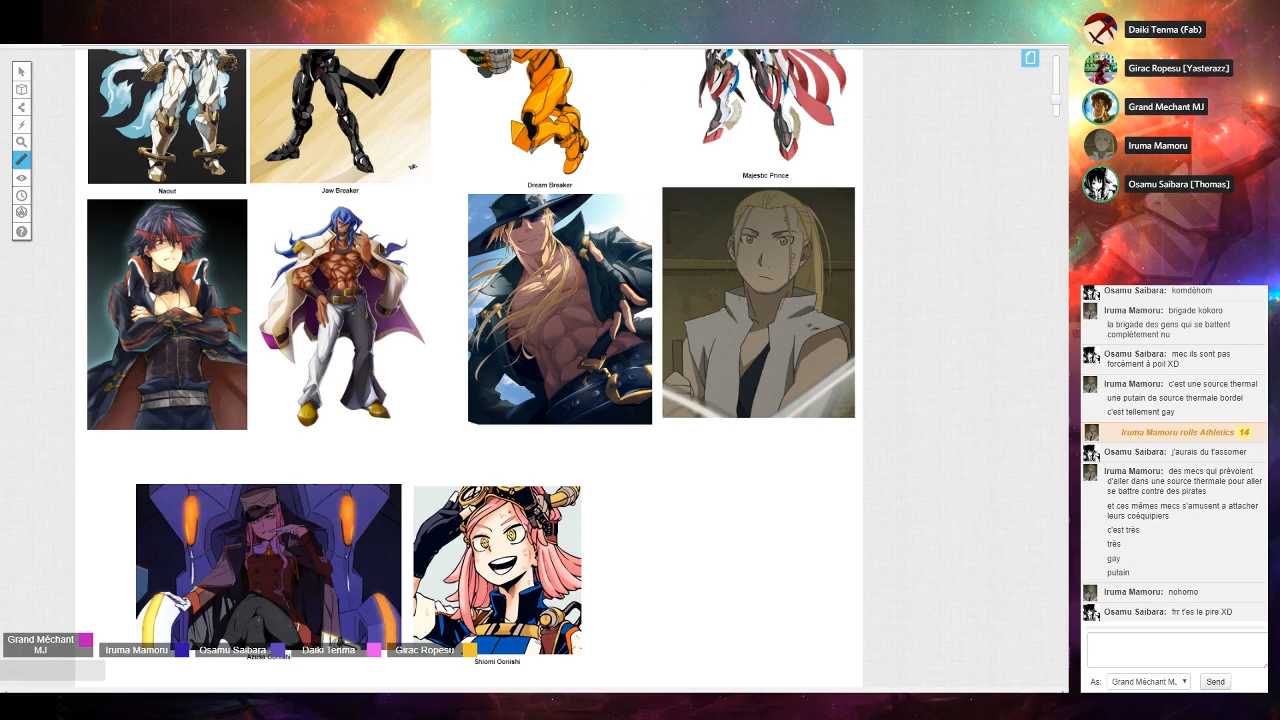 Daiki Tenma (Fab)
Girac Ropesu [Yasterazz]
Grand Mechant MJ
Iruma Mamoru
Osamu Saibara [Thomas]
Naout
Jaw Breaker
Dream Breaker
Majestic Prince
Shiomi Oonishi
Grand Méchant
MJ
Iruma Mamoru
Osamu Saibara
Daiki Tenma
Girac Ropesu
Osamu Saibara: komdèhom
Iruma Mamoru: brigade kokoro
la brigade des gens qui se battent
complètement nu
Osamu Saibara: mec ils sont pas
forcèment à poil XD
Iruma Mamoru: c'est une source thermal
une putain de source thermale bordel
c'est tellement gay
Iruma Mamoru rolls Athletics 14
Osamu Saibara: j'aurais du t'assomer
Iruma Mamoru: des mecs qui prévoient
d'aller dans une source thermale pour aller
se battre contre des pirates
et ces mêmes mecs s'amusent a attacher
leurs coéquipiers
c'est très
très
gay
putain
Iruma Mamoru: nohomo
Osamu Saibara: frr t'es le pire XD
As: Grand Méchant M. Send